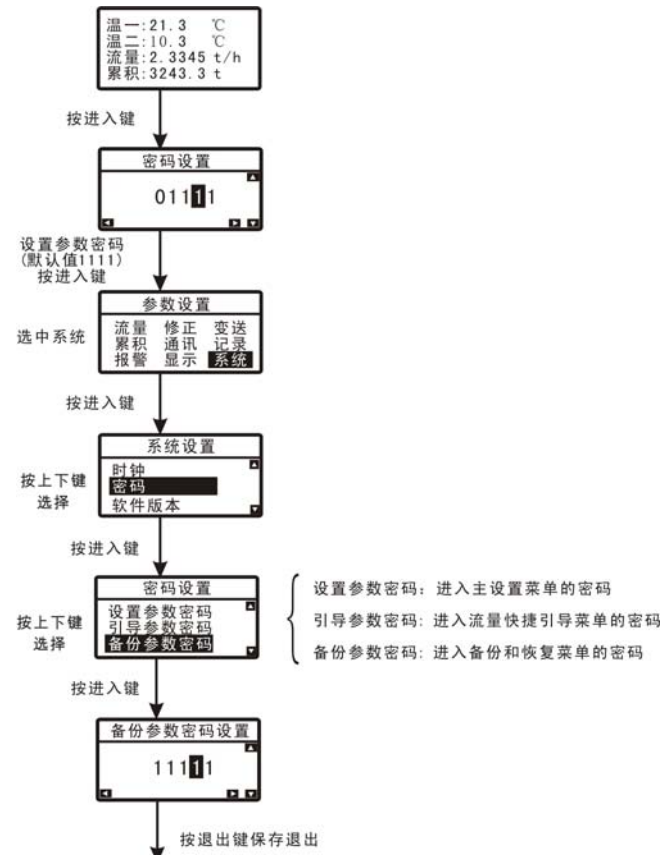 温一:21.3 ℃
温二:10.3 ℃
流量:2.3345 t/h
累积:3243.3 t
按进入键
密码设置
01111
设置参数密码
(默认值1111)
按进入键
参数设置
流量 修正 变送
累积 通讯 记录
报警 显示 系统
选中系统
按进入键
系统设置
时钟
密码
软件版本
按上下键
选择
按进入键
密码设置
设置参数密码
引导参数密码
备份参数密码
按上下键
选择
设置参数密码：进入主设置菜单的密码
引导参数密码: 进入流量快捷引导菜单的密码
备份参数密码: 进入备份和恢复菜单的密码
按进入键
备份参数密码设置
11111
按退出键保存退出